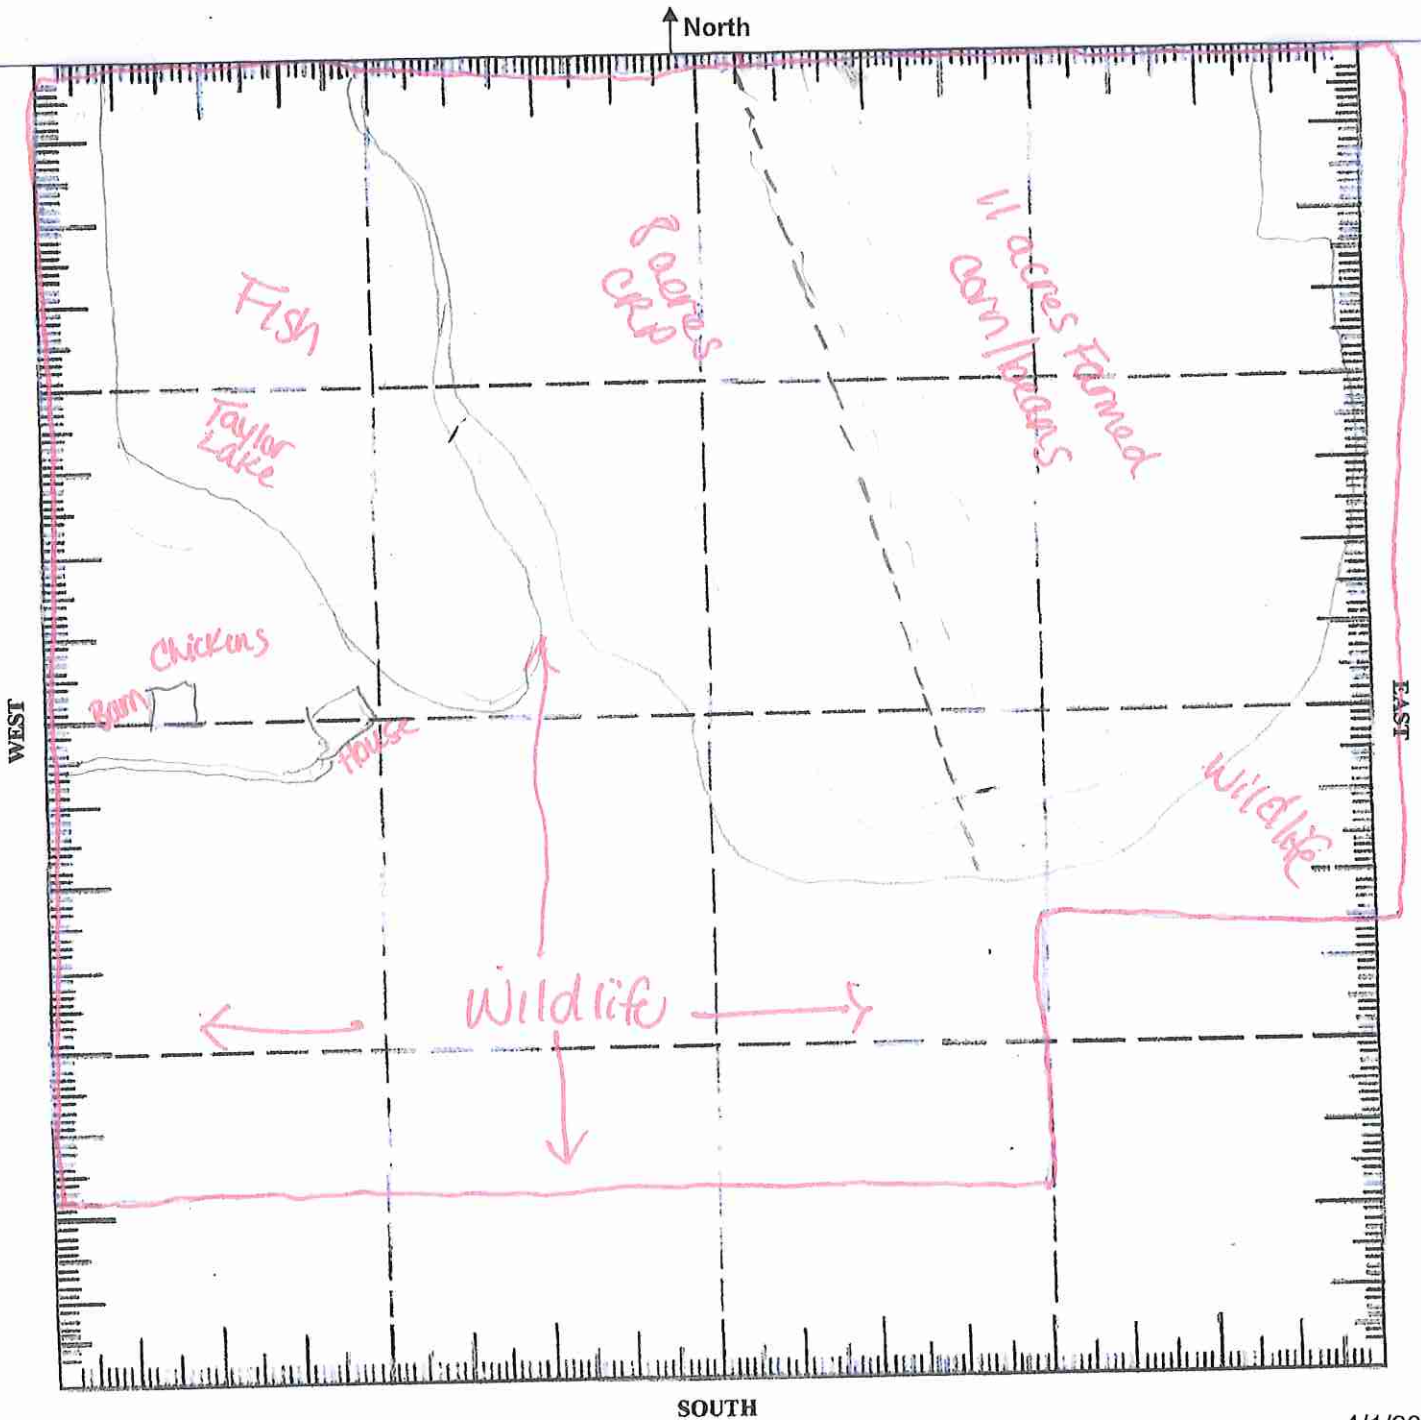 North
Fish
8 acres
CRP
11 acres Farmed
corn/beans
Taylor
Lake
Chickens
Barn
House
WEST
EAST
Wildlife
Wildlife
SOUTH